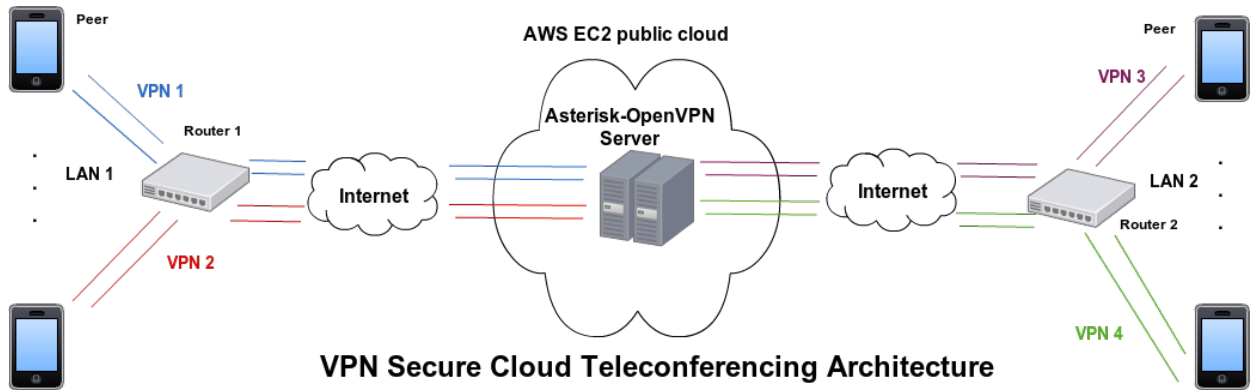 Peer
AWS EC2 public cloud
Peer
VPN 1
VPN 3
Asterisk-OpenVPN
Server
Router 1
LAN 1
Internet
Internet
LAN 2
Router 2
VPN 2
VPN 4
VPN Secure Cloud Teleconferencing Architecture